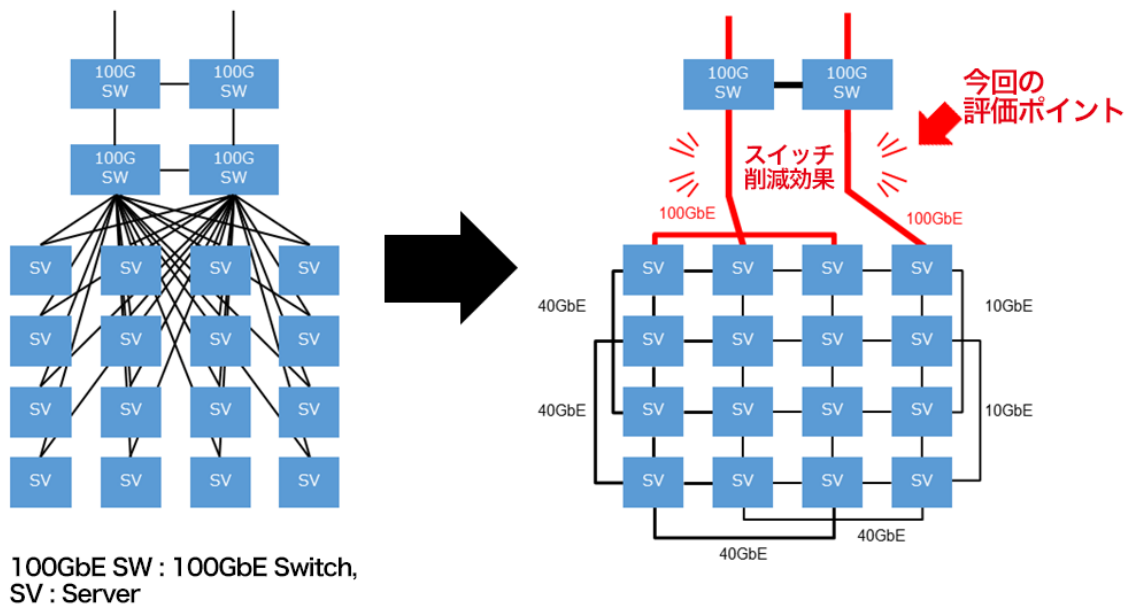 100G
SW
100G
SW
100G
SW
100G
SW
SV SV SV SV
SV SV SV SV
SV SV SV SV
SV SV SV SV
100GbE SW : 100GbE Switch,
SV : Server
100G
SW
100G
SW
今回の
評価ポイント
スイッチ
削減効果
100GbE
100GbE
SV SV SV SV
40GbE
10GbE
SV SV SV SV
40GbE
10GbE
SV SV SV SV
SV SV SV SV
40GbE
40GbE